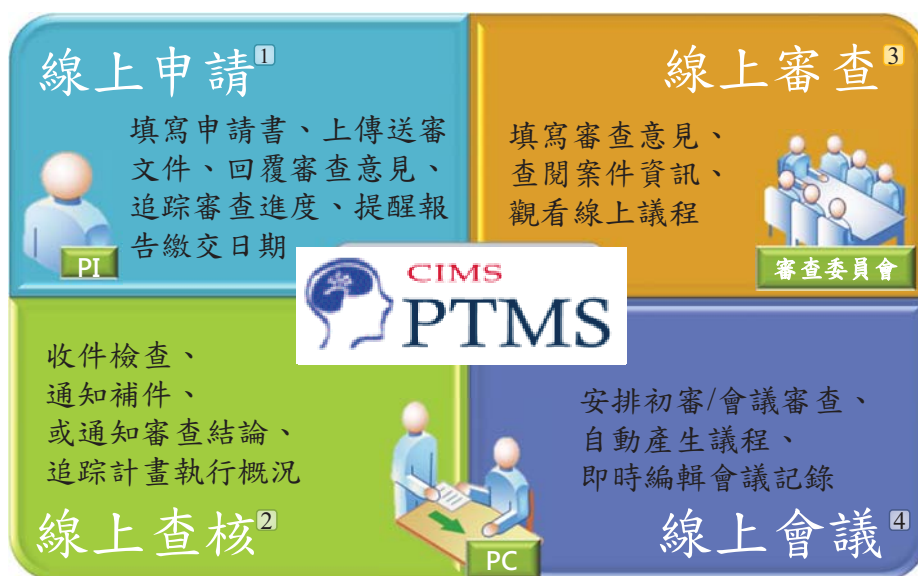 線上申請1
填寫申請書、上傳送審
文件、回覆審查意見、
追踪審查進度、提醒報
告繳交日期
PI
線上審查3
填寫審查意見、
查閱案件資訊、
觀看線上議程
審查委員會
CIMS
PTMS
收件檢查、
通知補件、
或通知審查結論、
追踪計畫執行概況
線上查核2
PC
安排初審/會議審查、
自動產生議程、
即時編輯會議記錄
線上會議4